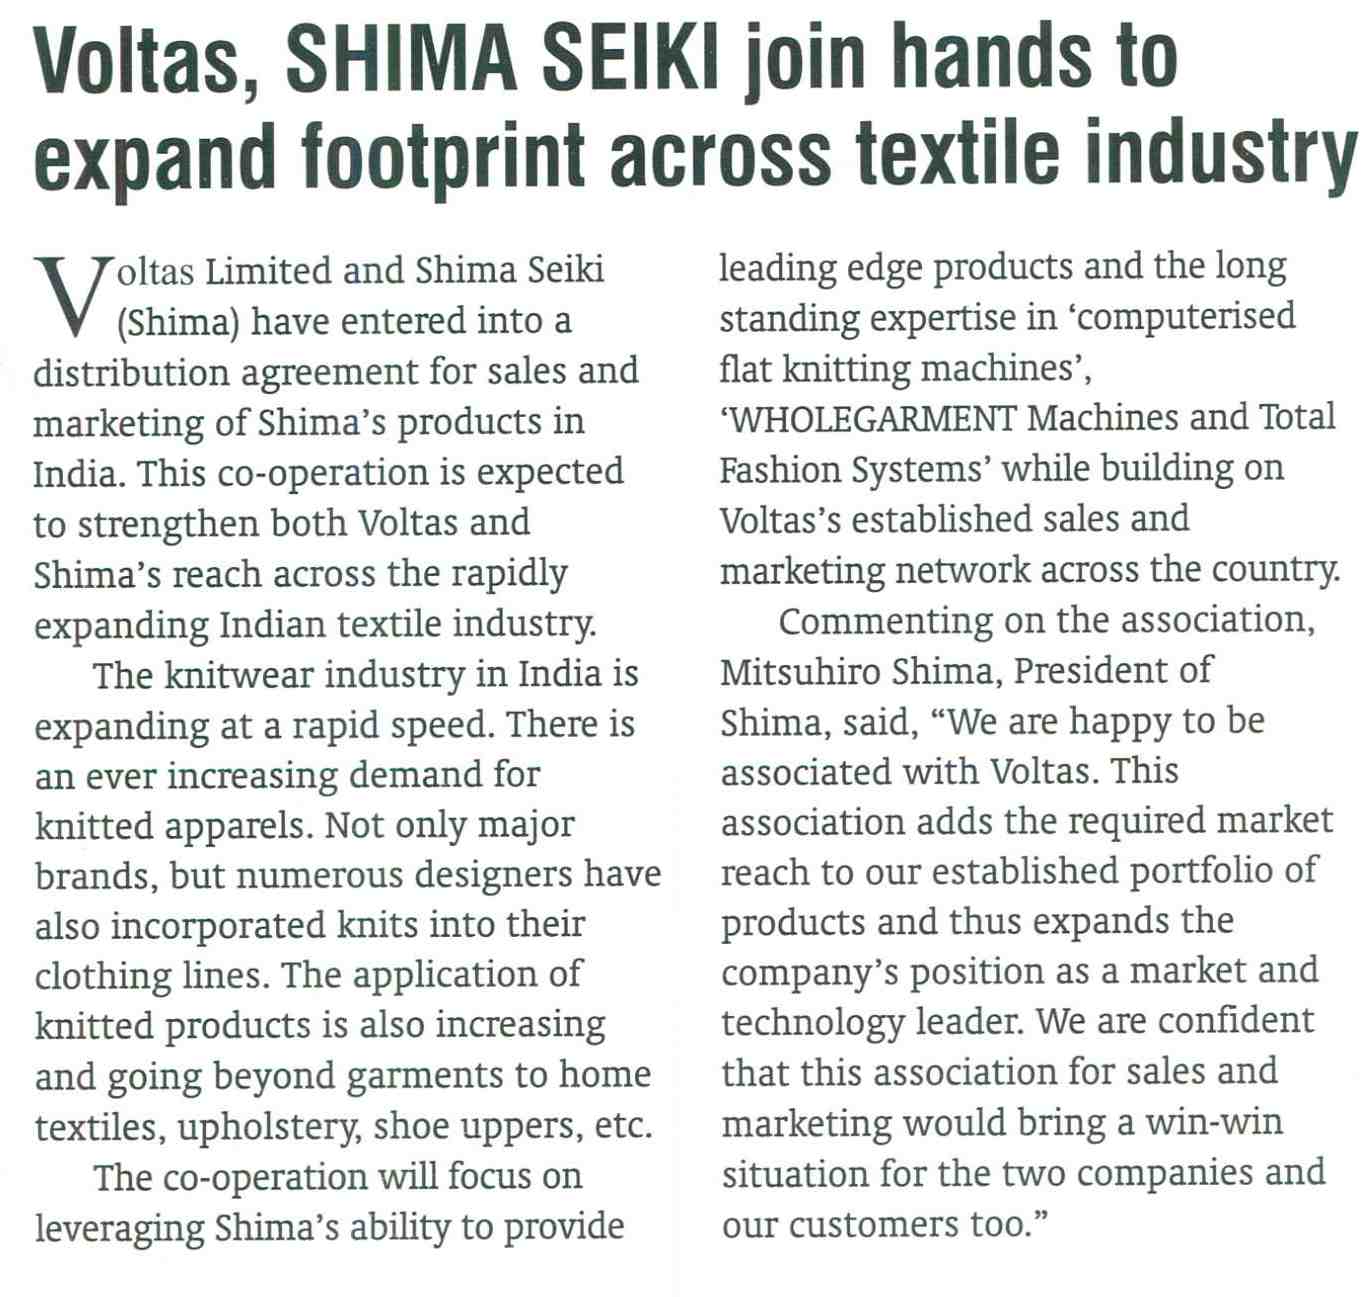 Voltas, SHIMA SEIKI join hands to
expand footprint across textile industry
Voltas Limited and Shima Seiki
(Shima) have entered into a
distribution agreement for sales and
marketing of Shima's products in
India. This co-operation is expected
to strengthen both Voltas and
Shima's reach across the rapidly
expanding Indian textile industry.
The knitwear industry in India is
expanding at a rapid speed. There is
an ever increasing demand for
knitted apparels. Not only major
brands, but numerous designers have
also incorporated knits into their
clothing lines. The application of
knitted products is also increasing
and going beyond garments to home
textiles, upholstery, shoe uppers, etc.
The co-operation will focus on
leveraging Shima's ability to provide
leading edge products and the long
standing expertise in ‘computerised
flat knitting machines’,
‘WHOLEGARMENT Machines and Total
Fashion Systems’ while building on
Voltas's established sales and
marketing network across the country.
Commenting on the association,
Mitsuhiro Shima, President of
Shima, said, “We are happy to be
associated with Voltas. This
association adds the required market
reach to our established portfolio of
products and thus expands the
company's position as a market and
technology leader. We are confident
that this association for sales and
marketing would bring a win-win
situation for the two companies and
our customers too.”